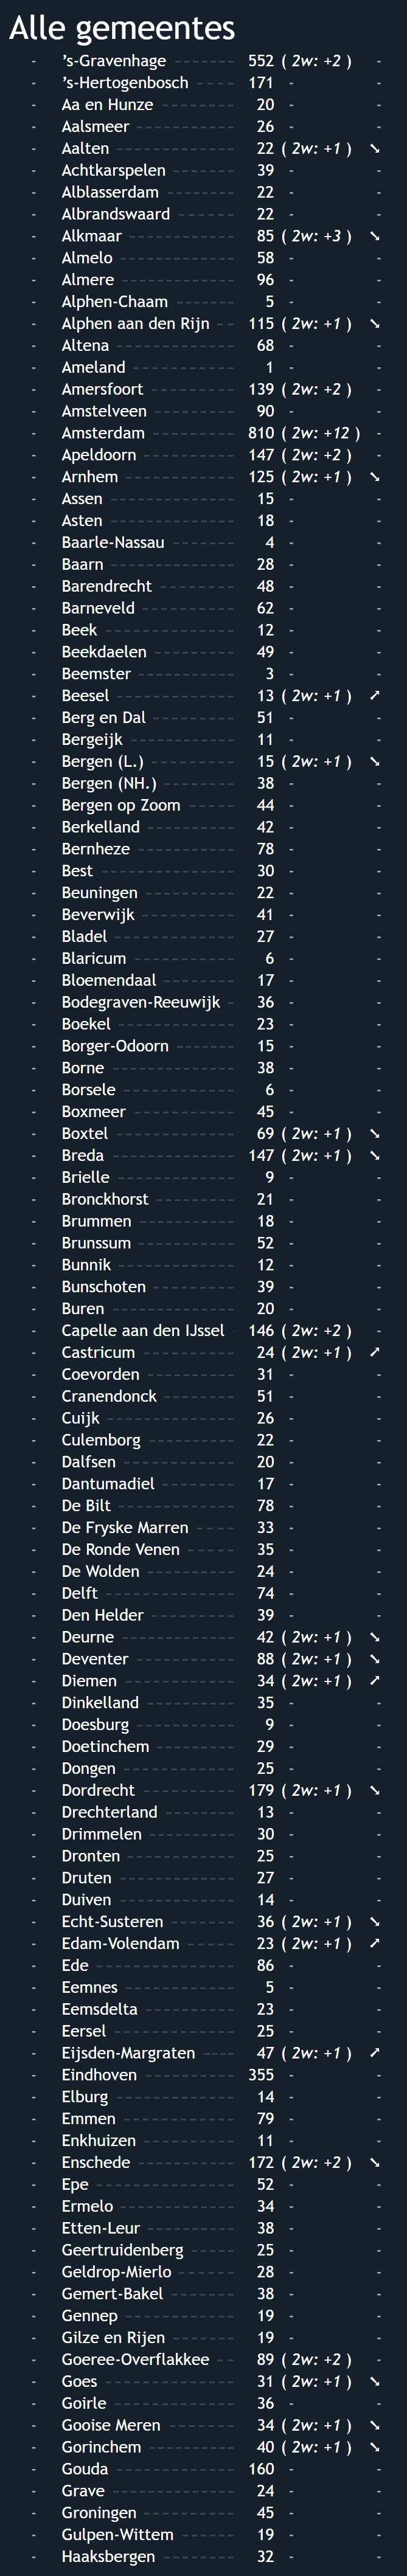 Alle gemeentes
- ’s-Gravenhage 552 ( 2w: +2 ) -
- ’s-Hertogenbosch 171 - -
- Aa en Hunze 20 - -
- Aalsmeer 26 - -
- Aalten 22 ( 2w: +1 ) ➘
- Achtkarspelen 39 - -
- Alblasserdam 22 - -
- Albrandswaard 22 - -
- Alkmaar 85 ( 2w: +3 ) ➘
- Almelo 58 - -
- Almere 96 - -
- Alphen-Chaam 5 - -
- Alphen aan den Rijn 115 ( 2w: +1 ) ➘
- Altena 68 - -
- Ameland 1 - -
- Amersfoort 139 ( 2w: +2 ) -
- Amstelveen 90 - -
- Amsterdam 810 ( 2w: +12 ) -
- Apeldoorn 147 ( 2w: +2 ) -
- Arnhem 125 ( 2w: +1 ) ➘
- Assen 15 - -
- Asten 18 - -
- Baarle-Nassau 4 - -
- Baarn 28 - -
- Barendrecht 48 - -
- Barneveld 62 - -
- Beek 12 - -
- Beekdaelen 49 - -
- Beemster 3 - -
- Beesel 13 ( 2w: +1 ) ➚
- Berg en Dal 51 - -
- Bergeijk 11 - -
- Bergen (L.) 15 ( 2w: +1 ) ➘
- Bergen (NH.) 38 - -
- Bergen op Zoom 44 - -
- Berkelland 42 - -
- Bernheze 78 - -
- Best 30 - -
- Beuningen 22 - -
- Beverwijk 41 - -
- Bladel 27 - -
- Blaricum 6 - -
- Bloemendaal 17 - -
- Bodegraven-Reeuwijk 36 - -
- Boekel 23 - -
- Borger-Odoorn 15 - -
- Borne 38 - -
- Borsele 6 - -
- Boxmeer 45 - -
- Boxtel 69 ( 2w: +1 ) ➘
- Breda 147 ( 2w: +1 ) ➘
- Brielle 9 - -
- Bronckhorst 21 - -
- Brummen 18 - -
- Brunssum 52 - -
- Bunnik 12 - -
- Bunschoten 39 - -
- Buren 20 - -
- Capelle aan den IJssel 146 ( 2w: +2 ) -
- Castricum 24 ( 2w: +1 ) ➚
- Coevorden 31 - -
- Cranendonck 51 - -
- Cuijk 26 - -
- Culemborg 22 - -
- Dalfsen 20 - -
- Dantumadiel 17 - -
- De Bilt 78 - -
- De Fryske Marren 33 - -
- De Ronde Venen 35 - -
- De Wolden 24 - -
- Delft 74 - -
- Den Helder 39 - -
- Deurne 42 ( 2w: +1 ) ➘
- Deventer 88 ( 2w: +1 ) ➘
- Diemen 34 ( 2w: +1 ) ➚
- Dinkelland 35 - -
- Doesburg 9 - -
- Doetinchem 29 - -
- Dongen 25 - -
- Dordrecht 179 ( 2w: +1 ) ➘
- Drechterland 13 - -
- Drimmelen 30 - -
- Dronten 25 - -
- Druten 27 - -
- Duiven 14 - -
- Echt-Susteren 36 ( 2w: +1 ) ➘
- Edam-Volendam 23 ( 2w: +1 ) ➚
- Ede 86 - -
- Eemnes 5 - -
- Eemsdelta 23 - -
- Eersel 25 - -
- Eijsden-Margraten 47 ( 2w: +1 ) ➚
- Eindhoven 355 - -
- Elburg 14 - -
- Emmen 79 - -
- Enkhuizen 11 - -
- Enschede 172 ( 2w: +2 ) ➘
- Epe 52 - -
- Ermelo 34 - -
- Etten-Leur 38 - -
- Geertruidenberg 25 - -
- Geldrop-Mierlo 28 - -
- Gemert-Bakel 38 - -
- Gennep 19 - -
- Gilze en Rijen 19 - -
- Goeree-Overflakkee 89 ( 2w: +2 ) -
- Goes 31 ( 2w: +1 ) ➘
- Goirle 36 - -
- Gooise Meren 34 ( 2w: +1 ) ➘
- Gorinchem 40 ( 2w: +1 ) ➘
- Gouda 160 - -
- Grave 24 - -
- Groningen 45 - -
- Gulpen-Wittem 19 - -
- Haaksbergen 32 - -